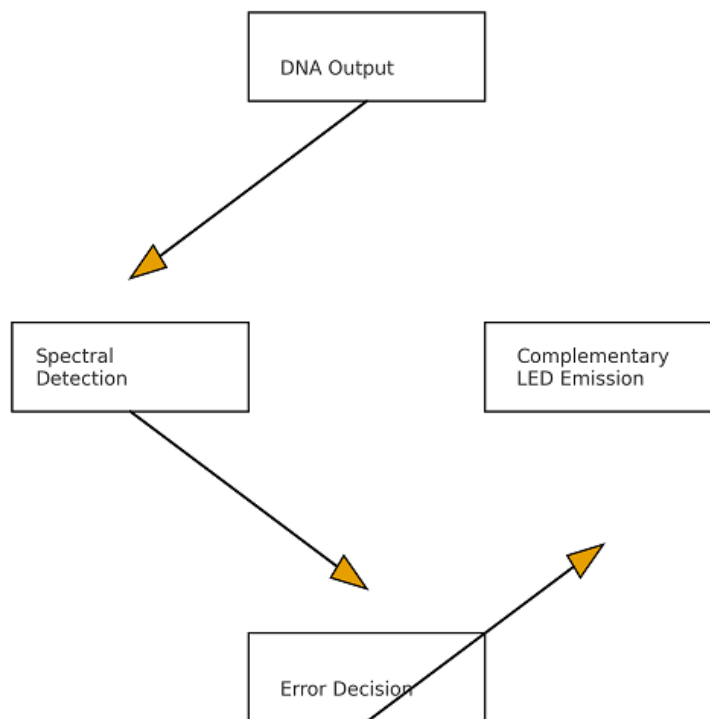 DNA Output
Spectral
Detection
Complementary
LED Emission
Error Decision